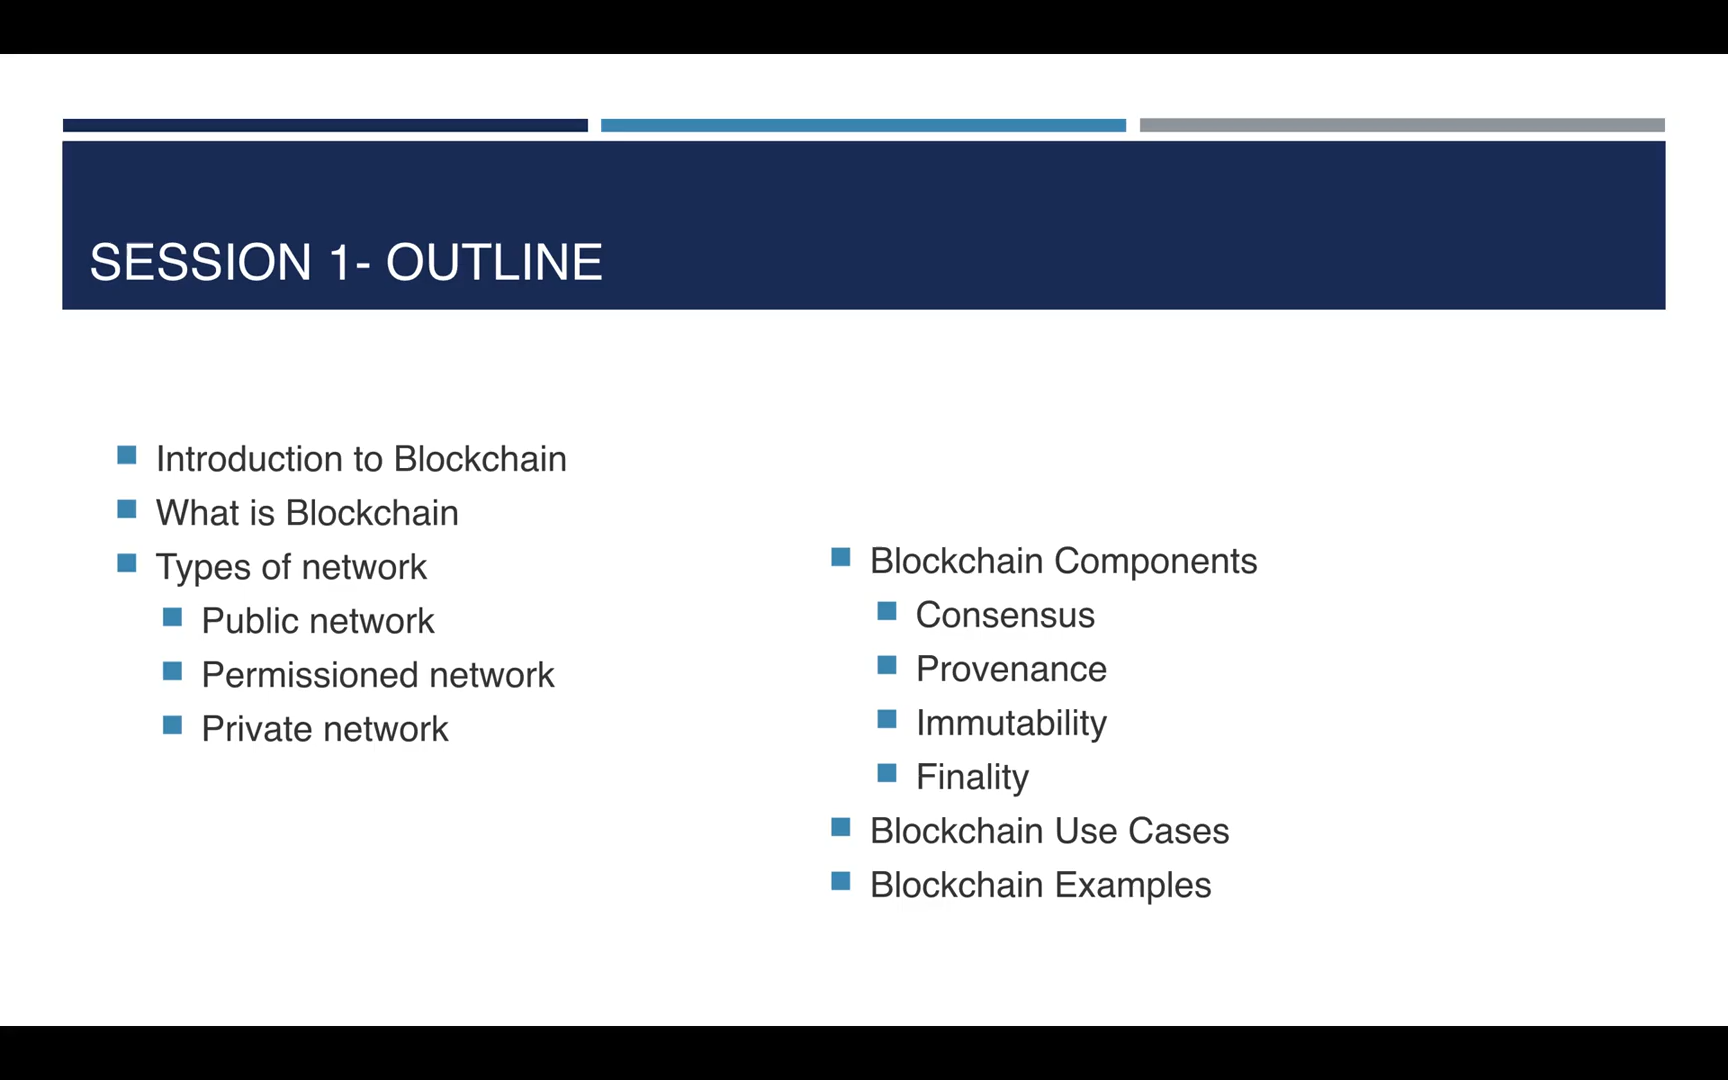 SESSION 1- OUTLINE
Introduction to Blockchain
What is Blockchain
Types of network
Public network
Permissioned network
Private network
Blockchain Components
Consensus
Provenance
Immutability
Finality
Blockchain Use Cases
Blockchain Examples